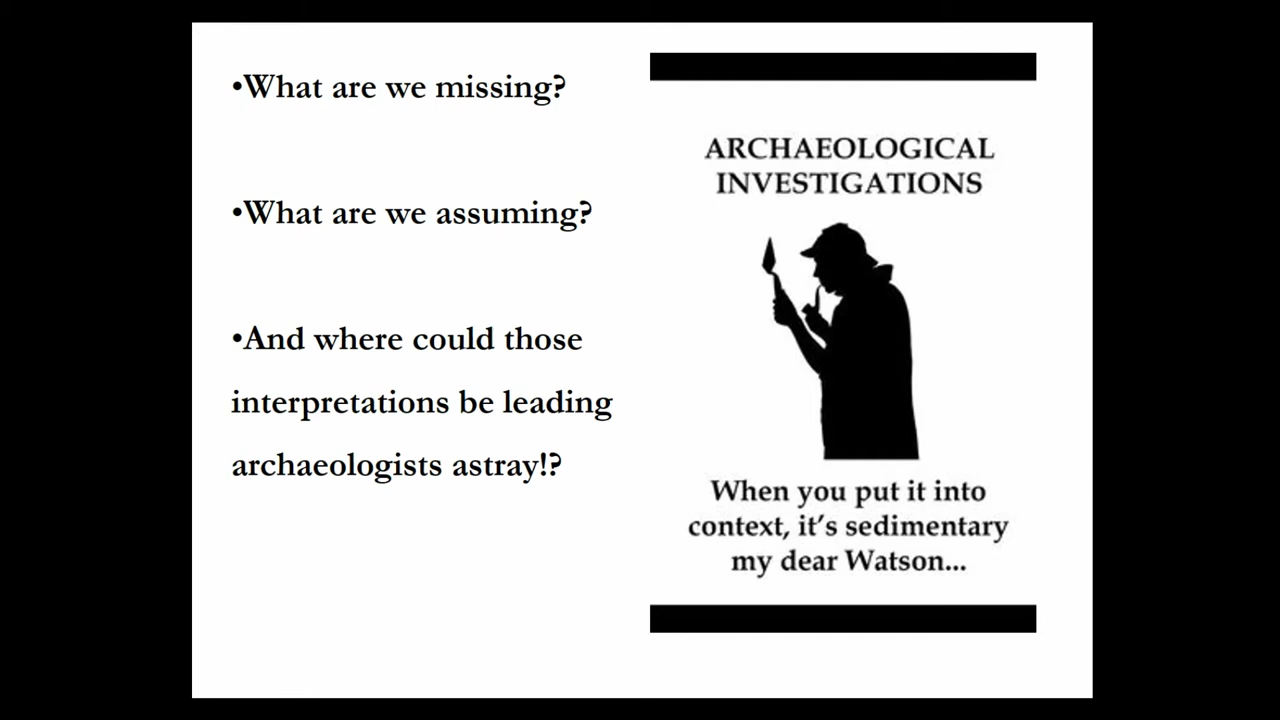 •What are we missing?
•What are we assuming?
•And where could those
interpretations be leading
archaeologists astray!?
ARCHAEOLOGICAL
INVESTIGATIONS
When you put it into
context, it’s sedimentary
my dear Watson...